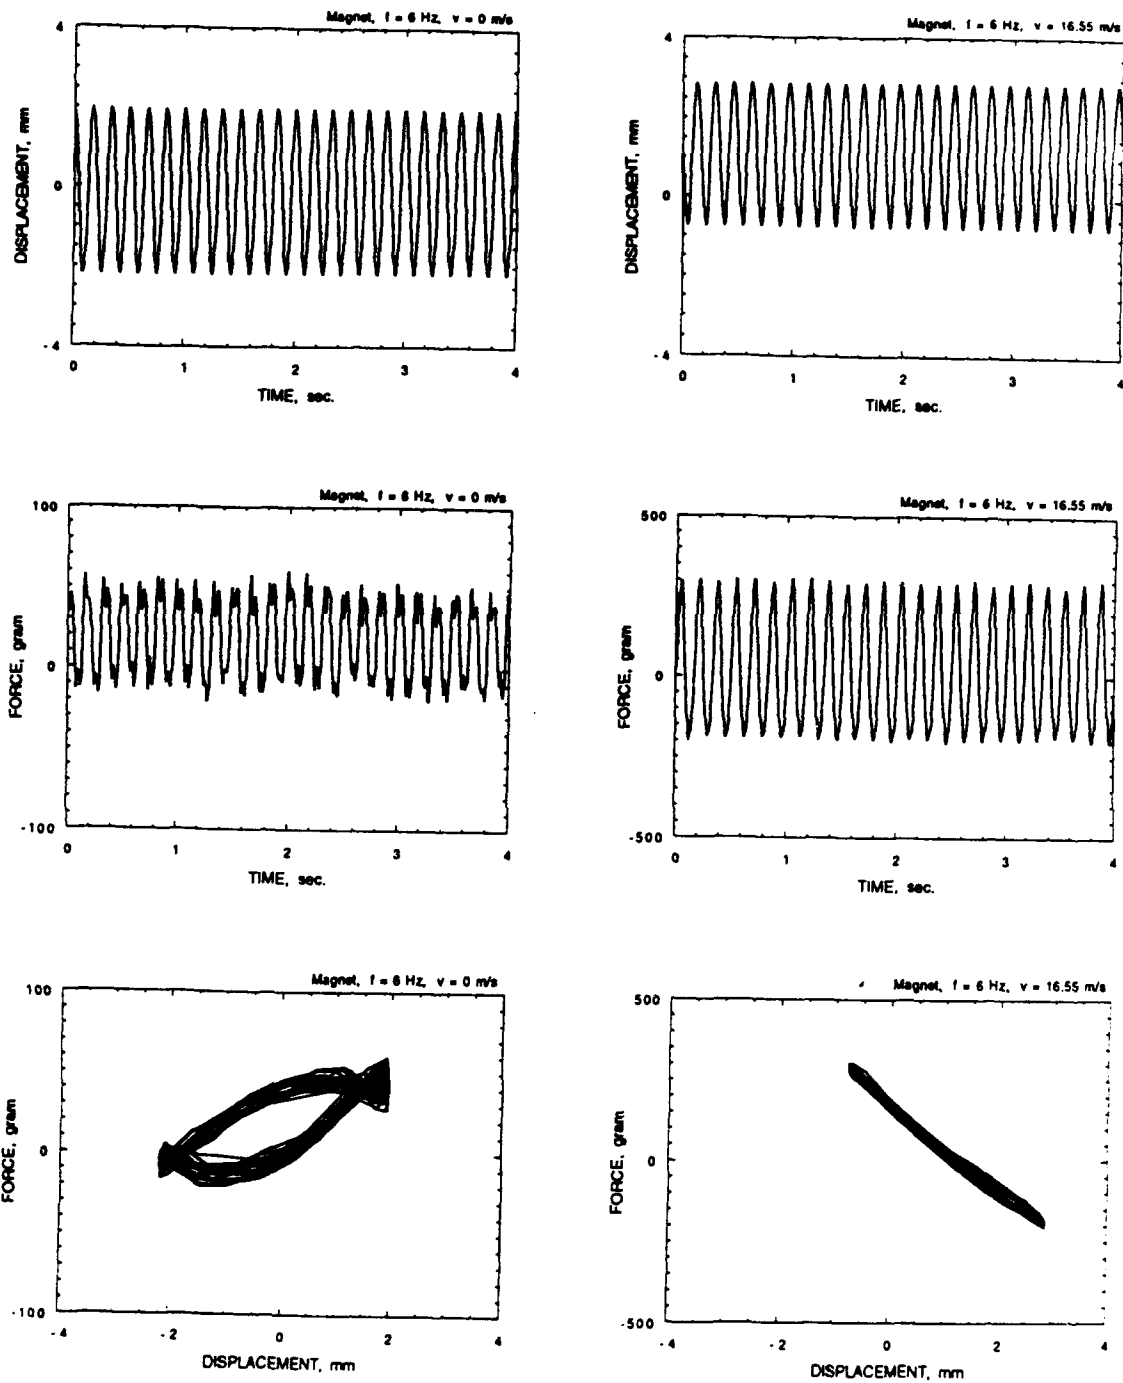 Magnet, f = 6 Hz, v = 0 m/s
4
0
-4
DISPLACEMENT, mm
0 1 2 3 4
TIME, sec.
Magnet, f = 6 Hz, v = 16.55 m/s
4
2
0
-2
-4
DISPLACEMENT, mm
0 1 2 3 4
TIME, sec.
Magnet, f = 6 Hz, v = 0 m/s
100
0
-100
FORCE, gram
0 1 2 3 4
TIME, sec.
Magnet, f = 6 Hz, v = 16.55 m/s
500
0
-500
FORCE, gram
0 1 2 3 4
TIME, sec.
Magnet, f = 6 Hz, v = 0 m/s
100
0
-100
FORCE, gram
-4 -2 0 2 4
DISPLACEMENT, mm
Magnet, f = 6 Hz, v = 16.55 m/s
500
0
-500
FORCE, gram
-4 -2 0 2 4
DISPLACEMENT, mm